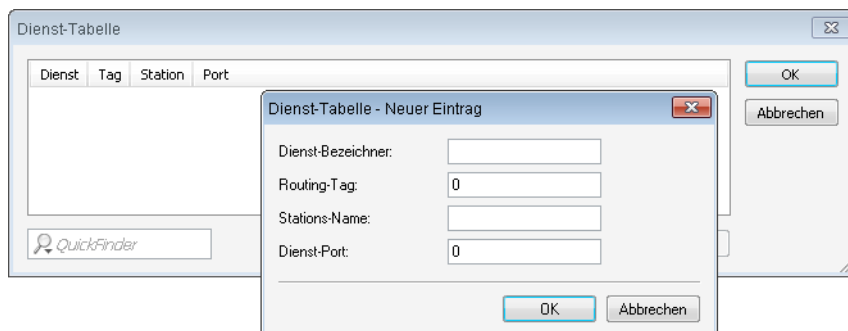 Dienst-Tabelle
Dienst Tag Station Port
OK
Abbrechen
QuickFinder
Dienst-Tabelle - Neuer Eintrag
Dienst-Bezeichner:
Routing-Tag: 0
Stations-Name:
Dienst-Port: 0
OK Abbrechen